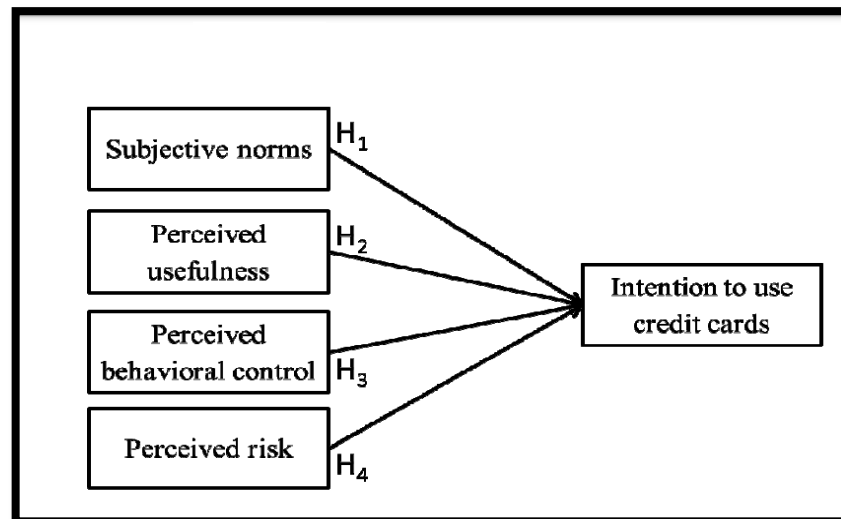 Subjective norms
H₁
Perceived
usefulness
H₂
Perceived
behavioral control
H₃
Perceived risk
H₄
Intention to use
credit cards